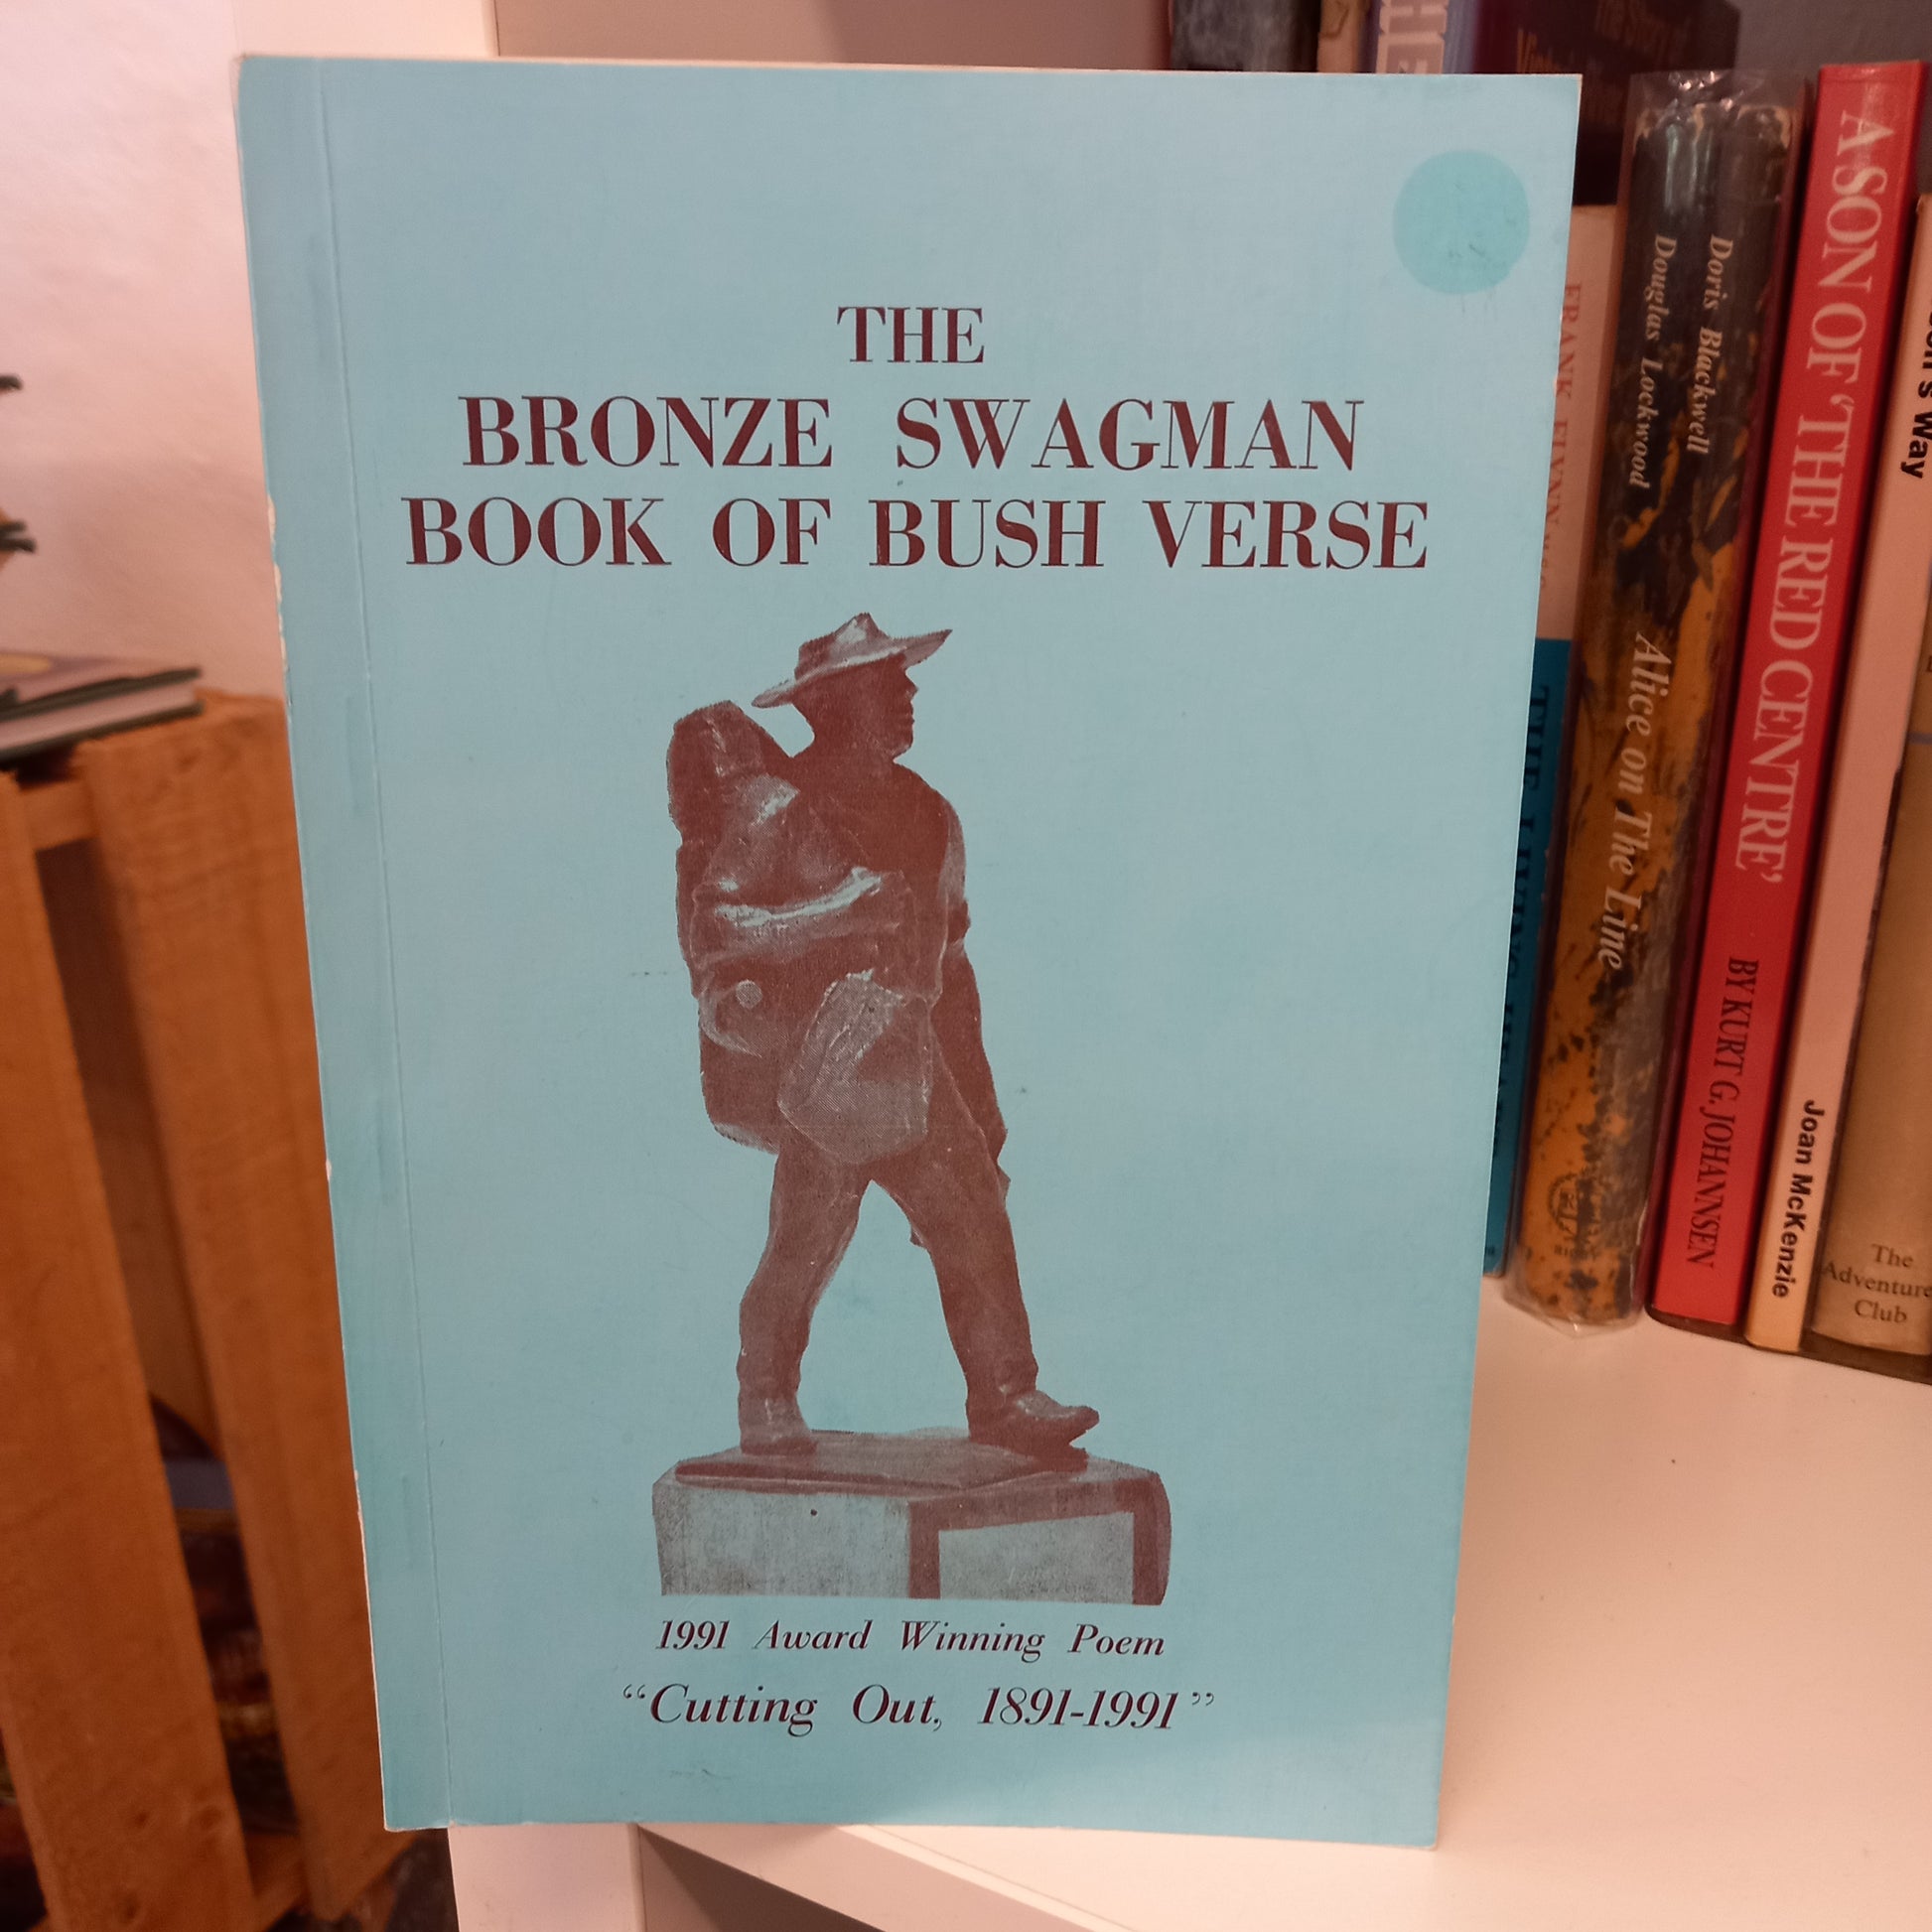 THE
BRONZE SWAGMAN
BOOK OF BUSH VERSE
1991 Award Winning Poem
"Cutting Out, 1891-1991"
Doris Blackwell
Douglas Lockwood
Alice on The Line
A SON OF 'THE RED CENTRE'
BY KURT G. JOHANNSEN
Way
Joan McKenzie
The
Adventure
Club